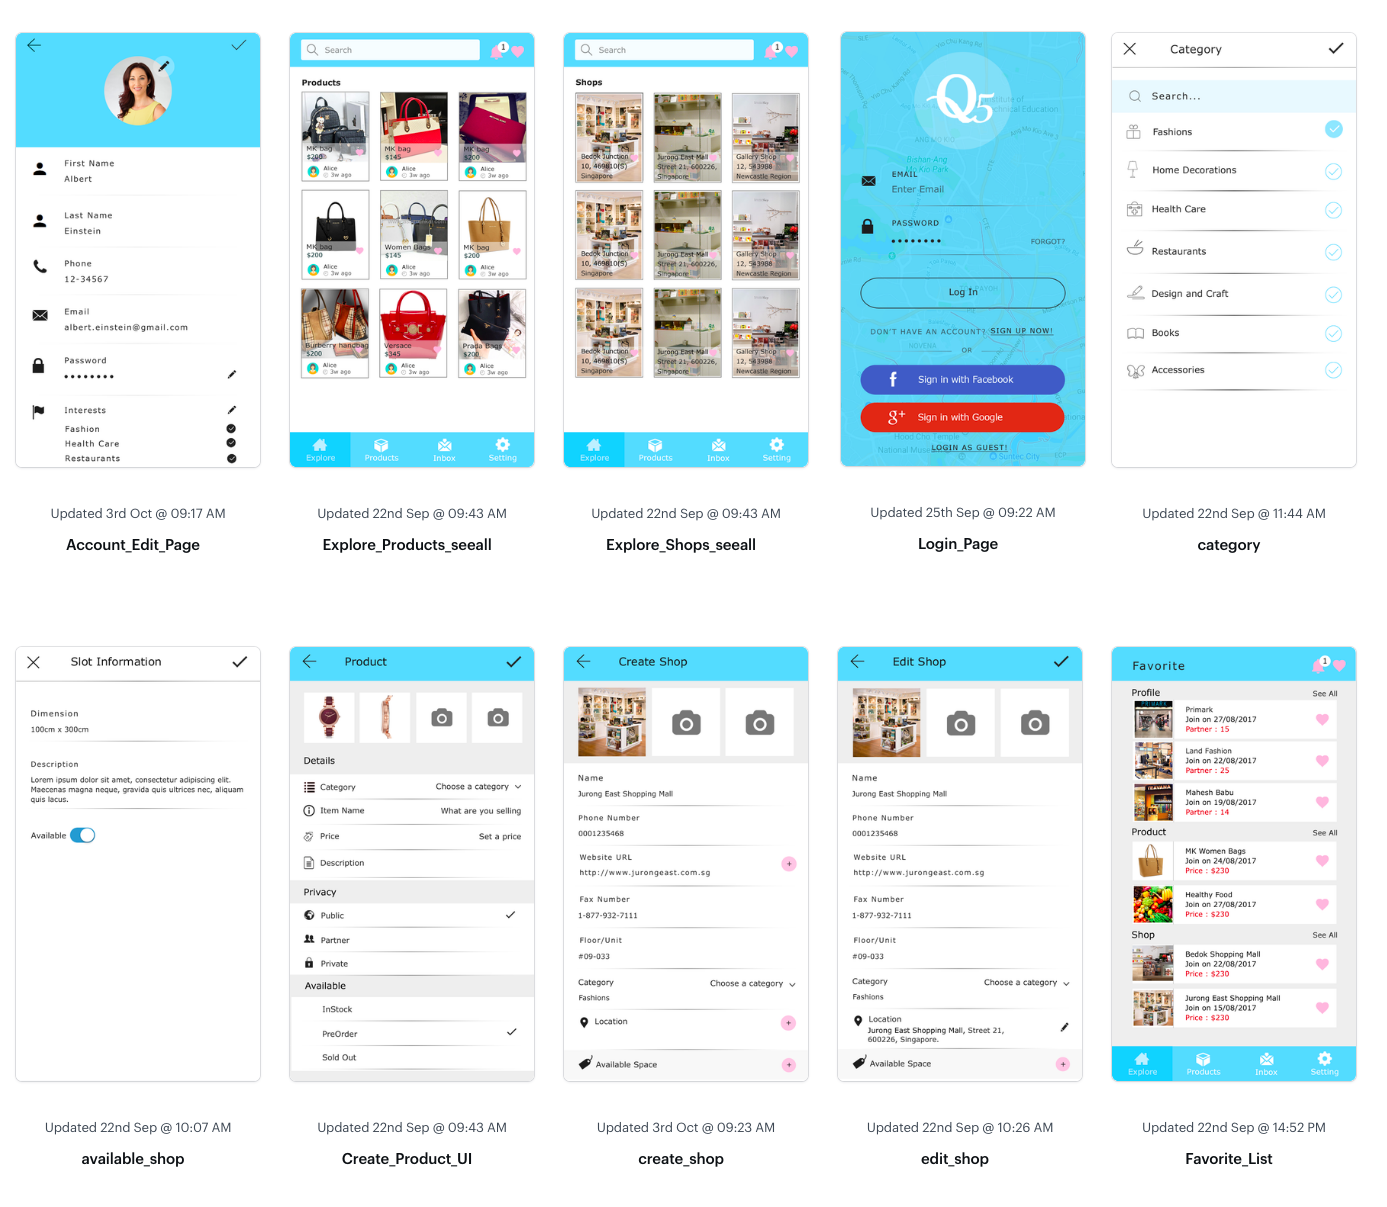 First Name
Albert
Last Name
Einstein
Phone
12-34567
Email
albert.einstein@gmail.com
Password
Interests
Fashion
Health Care
Restaurants
Updated 3rd Oct @ 09:17 AM
Account_Edit_Page
Search
1
Products
MK bag
$200
Alice
3w ago
MK bag
$145
Alice
3w ago
MK bag
$200
Alice
3w ago
MK bag
$200
Alice
3w ago
Women Bags
Alice
3w ago
MK bag
$200
Alice
3w ago
Burberry handbag
$200
Alice
3w ago
Versace
$345
Alice
3w ago
Prada Bags
$200
Alice
3w ago
Explore
Products
Inbox
Setting
Updated 22nd Sep @ 09:43 AM
Explore_Products_seeall
Search
1
Shops
Bedok Junction
10, 469810(S)
Singapore
Jurong East Mall
Street 21, 600226,
Singapore
Gallery Shop
12, 543988
Newcastle Region
Bedok Junction
10, 469810(S)
Singapore
Jurong East Mall
Street 21, 600226,
Singapore
Gallery Shop
12, 543988
Newcastle Region
Bedok Junction
10, 469810(S)
Singapore
Jurong East Mall
Street 21, 600226,
Singapore
Gallery Shop
12, 543988
Newcastle Region
Explore
Products
Inbox
Setting
Updated 22nd Sep @ 09:43 AM
Explore_Shops_seeall
Q5
EMAIL
Enter Email
PASSWORD
FORGOT?
Log In
DON'T HAVE AN ACCOUNT? SIGN UP NOW!
OR
f Sign in with Facebook
g+ Sign in with Google
LOGIN AS GUEST!
Updated 25th Sep @ 09:22 AM
Login_Page
Category
Search...
Fashions
Home Decorations
Health Care
Restaurants
Design and Craft
Books
Accessories
Updated 22nd Sep @ 11:44 AM
category
Slot Information
Dimension
100cm x 300cm
Description
Lorem ipsum dolor sit amet, consectetur adipiscing elit.
Maecenas magna neque, gravida quis ultrices nec, aliquam
quis lacus.
Available
Updated 22nd Sep @ 10:07 AM
available_shop
Product
Details
Category Choose a category
Item Name What are you selling
Price Set a price
Description
Privacy
Public
Partner
Private
Available
InStock
PreOrder
Sold Out
Updated 22nd Sep @ 09:43 AM
Create_Product_UI
Create Shop
Name
Jurong East Shopping Mall
Phone Number
0001235468
Website URL
http://www.jurongeast.com.sg
Fax Number
1-877-932-7111
Floor/Unit
#09-033
Category Choose a category
Fashions
Location
Available Space
Updated 3rd Oct @ 09:23 AM
create_shop
Edit Shop
Name
Jurong East Shopping Mall
Phone Number
0001235468
Website URL
http://www.jurongeast.com.sg
Fax Number
1-877-932-7111
Floor/Unit
#09-033
Category Choose a category
Fashions
Location
Jurong East Shopping Mall, Street 21,
600226, Singapore.
Available Space
Updated 22nd Sep @ 10:26 AM
edit_shop
Favorite
1
Profile See All
PRIMARK
Primark
Join on 27/08/2017
Partner : 15
Land Fashion
Join on 22/08/2017
Partner : 25
Mahesh Babu
Join on 19/08/2017
Partner : 14
Product See All
MK Women Bags
Join on 24/08/2017
Price : $230
Healthy Food
Join on 27/08/2017
Price : $230
Shop See All
Bedok Shopping Mall
Join on 22/08/2017
Price : $230
Jurong East Shopping Mall
Join on 15/08/2017
Price : $230
Explore
Products
Inbox
Setting
Updated 22nd Sep @ 14:52 PM
Favorite_List